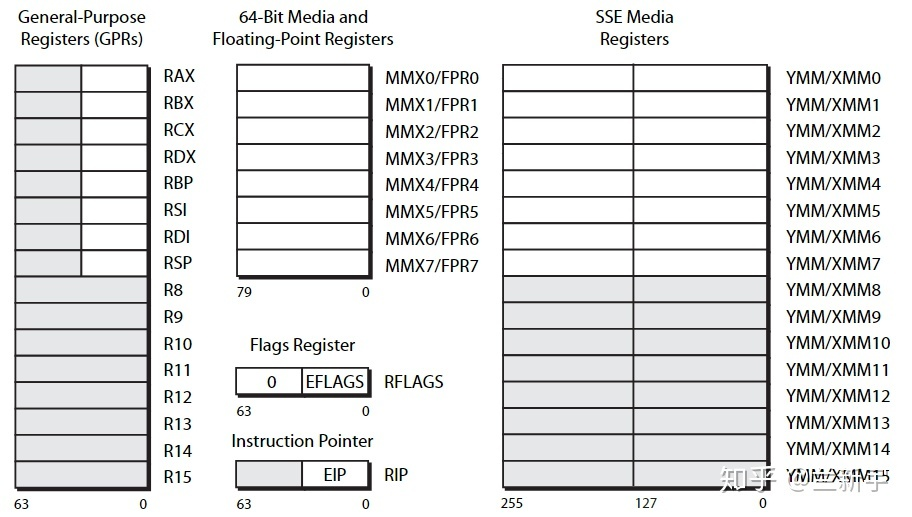 General-Purpose
Registers (GPRs)
RAX
RBX
RCX
RDX
RBP
RSI
RDI
RSP
R8
R9
R10
R11
R12
R13
R14
R15
63 0
64-Bit Media and
Floating-Point Registers
MMX0/FPR0
MMX1/FPR1
MMX2/FPR2
MMX3/FPR3
MMX4/FPR4
MMX5/FPR5
MMX6/FPR6
MMX7/FPR7
79 0
Flags Register
0 EFLAGS RFLAGS
63 0
Instruction Pointer
EIP RIP
63 0
SSE Media
Registers
YMM/XMM0
YMM/XMM1
YMM/XMM2
YMM/XMM3
YMM/XMM4
YMM/XMM5
YMM/XMM6
YMM/XMM7
YMM/XMM8
YMM/XMM9
YMM/XMM10
YMM/XMM11
YMM/XMM12
YMM/XMM13
YMM/XMM14
YMM/XMM15
255 127 0
知乎